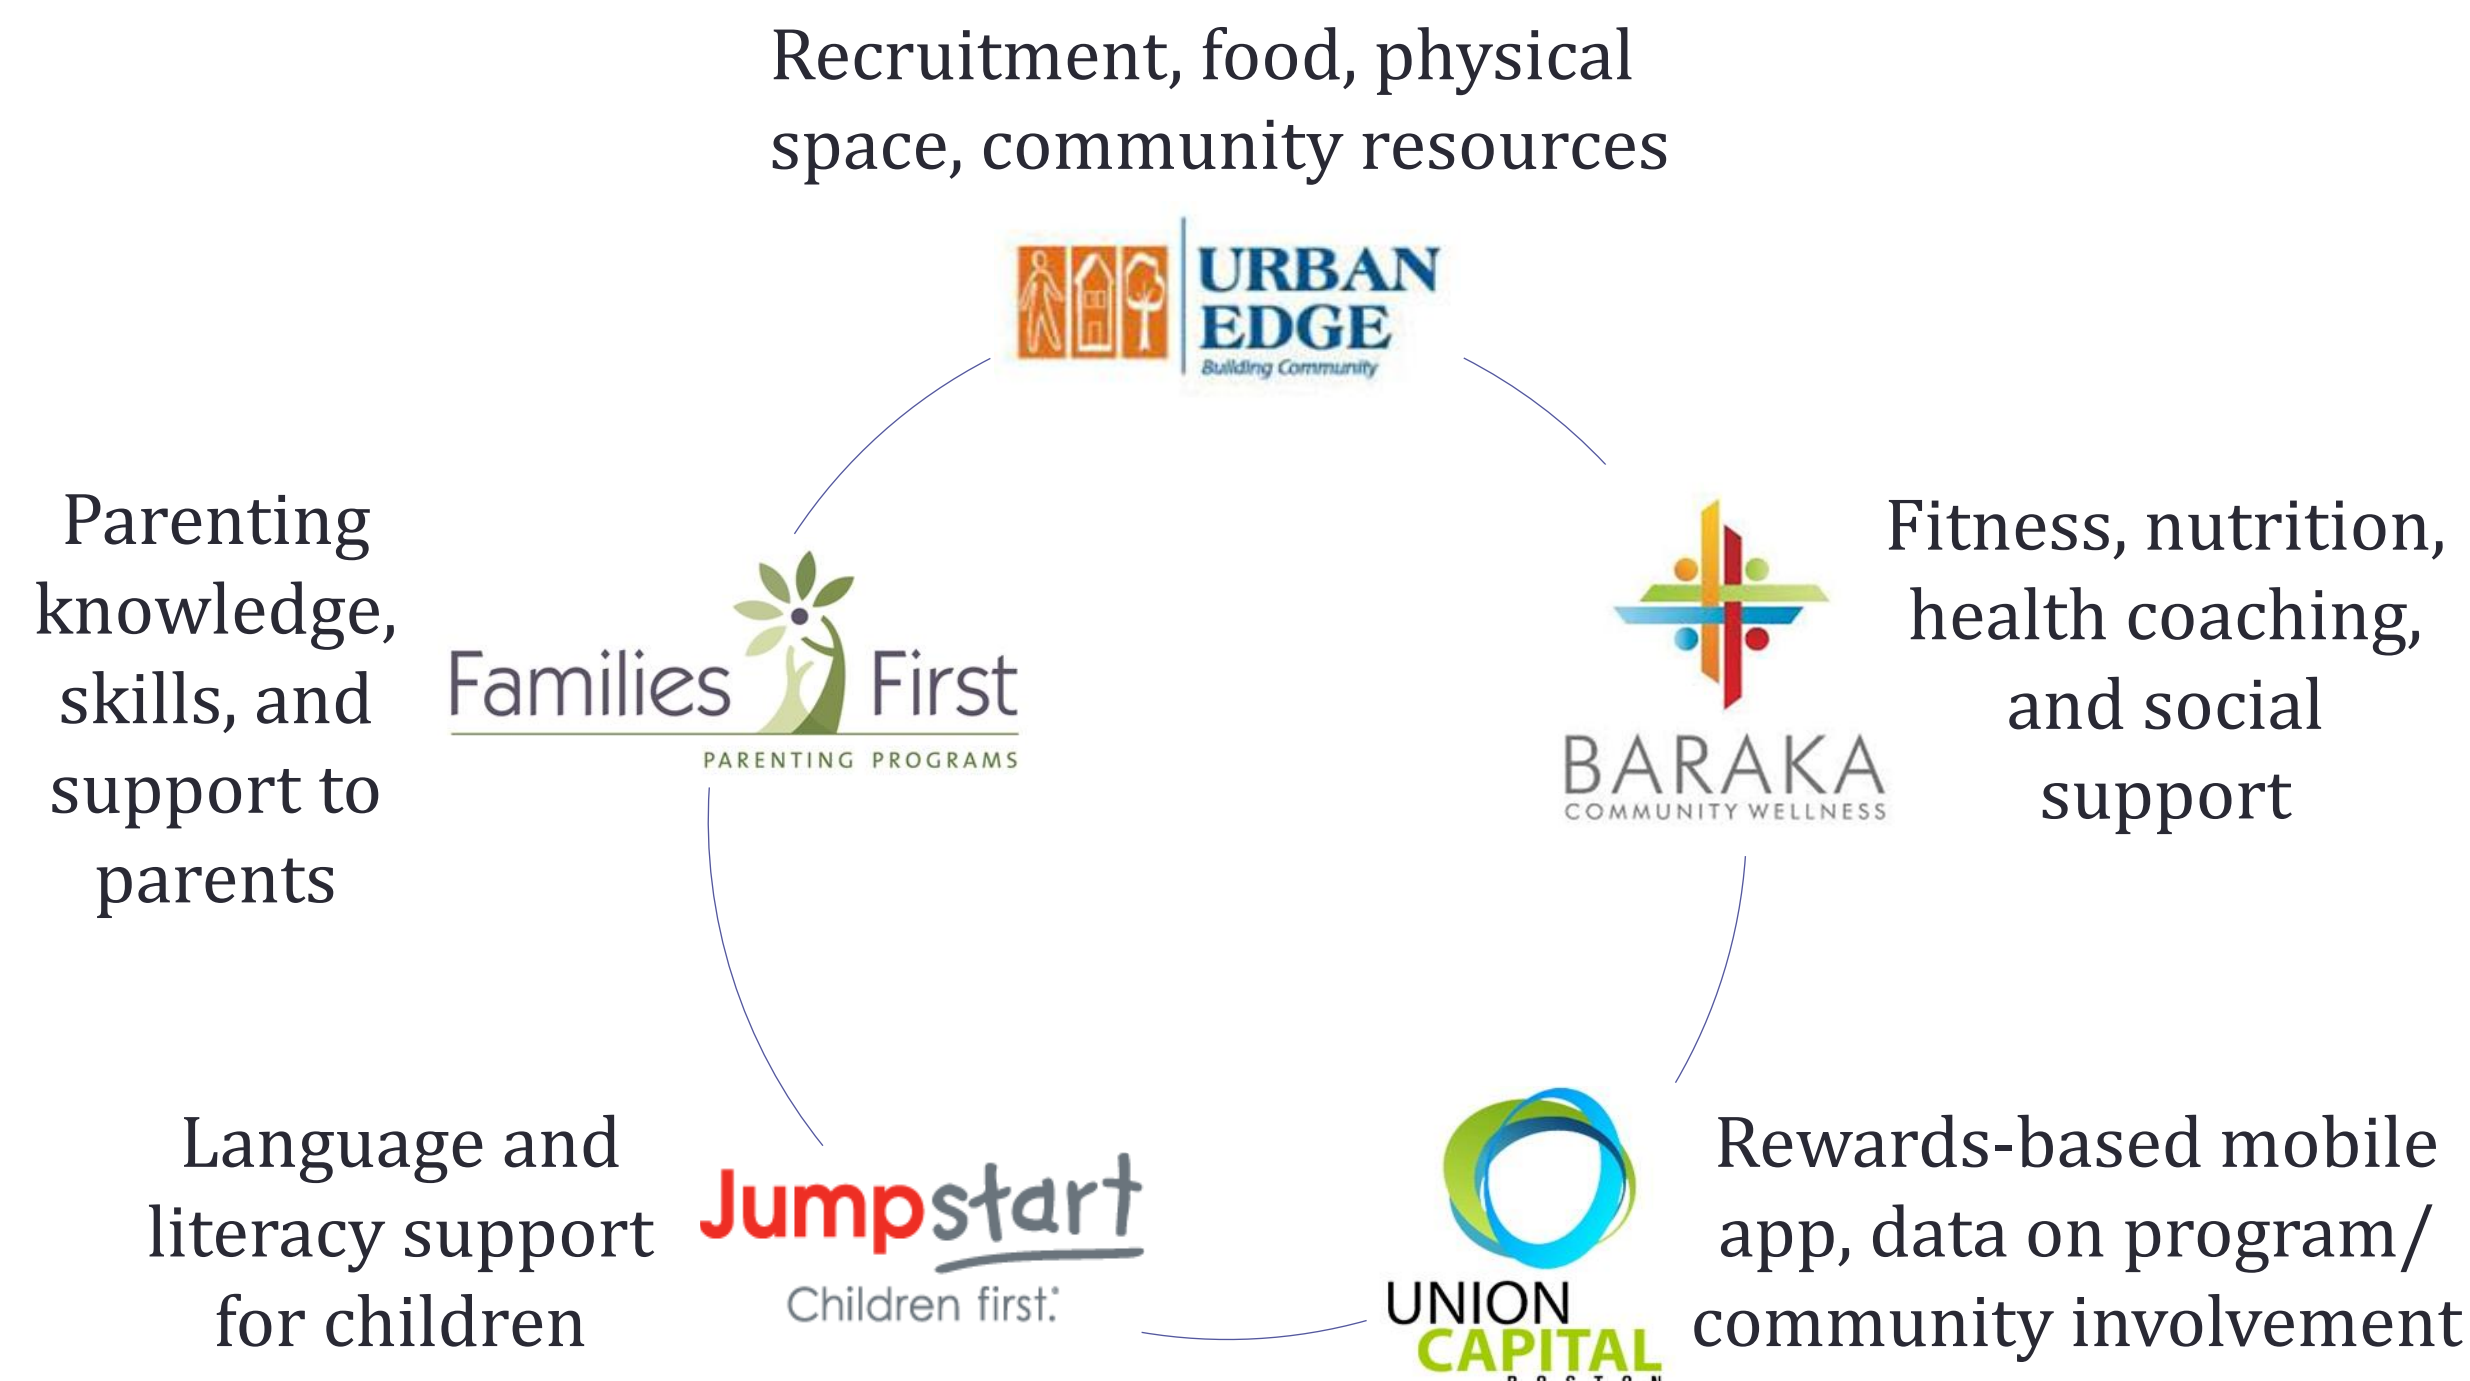 Recruitment, food, physical
space, community resources
URBAN
EDGE
Building Community
Parenting
knowledge,
skills, and
support to
parents
Families First
PARENTING PROGRAMS
BARAKA
COMMUNITY WELLNESS
Fitness, nutrition,
health coaching,
and social
support
Language and
literacy support
for children
Jumpstart
Children first.
UNION
CAPITAL
BOSTON
Rewards-based mobile
app, data on program/
community involvement